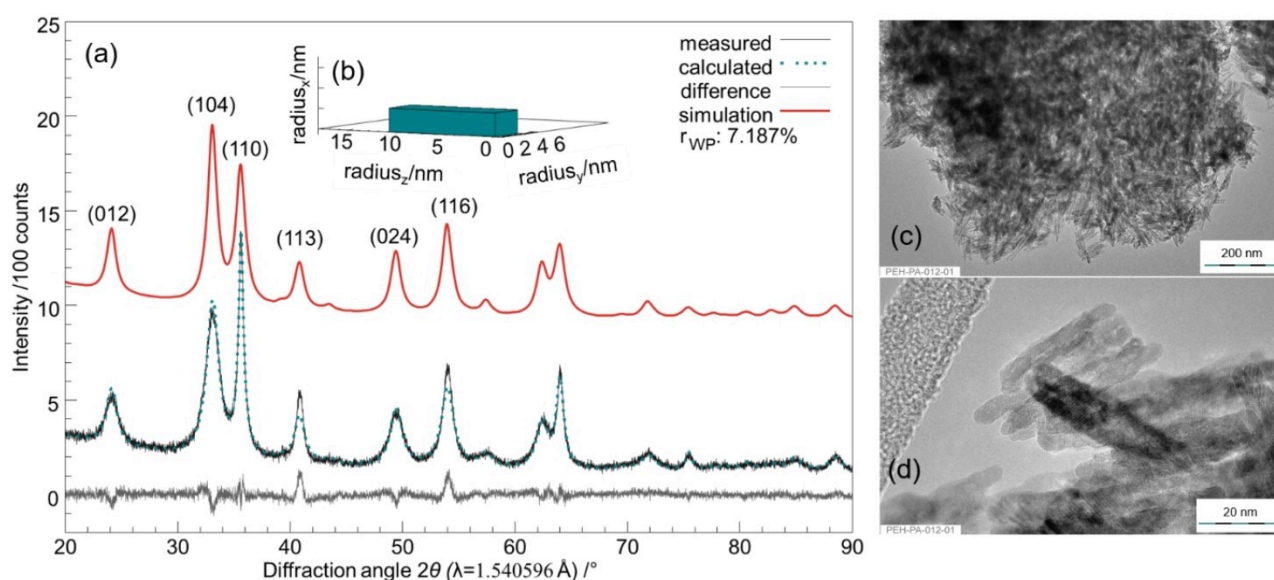 (a)
Intensity /100 counts
25
20
15
10
5
0
20
30
40
50
60
70
80
90
Diffraction angle 2θ (λ=1.540596 Å) /°
(012)
(104)
(110)
(113)
(024)
(116)
(b)
radiusx/nm
15 10 5 0
radiusz/nm
0 2 4 6
radiusy/nm
measured
calculated
difference
simulation
rWP: 7.187%
(c)
PEH-PA-012-01
200 nm
(d)
PEH-PA-012-01
20 nm